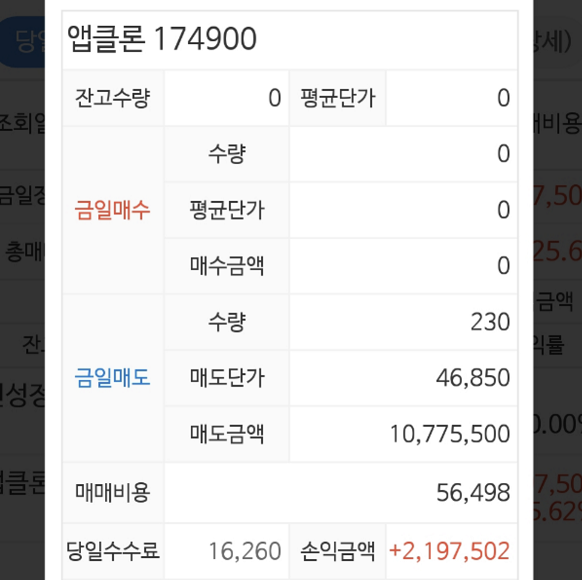 앱클론 174900
잔고수량 0 평균단가 0
금일매수 수량 0
평균단가 0
매수금액 0
금일매도 수량 230
매도단가 46,850
매도금액 10,775,500
매매비용 56,498
당일수수료 16,260 손익금액 +2,197,502